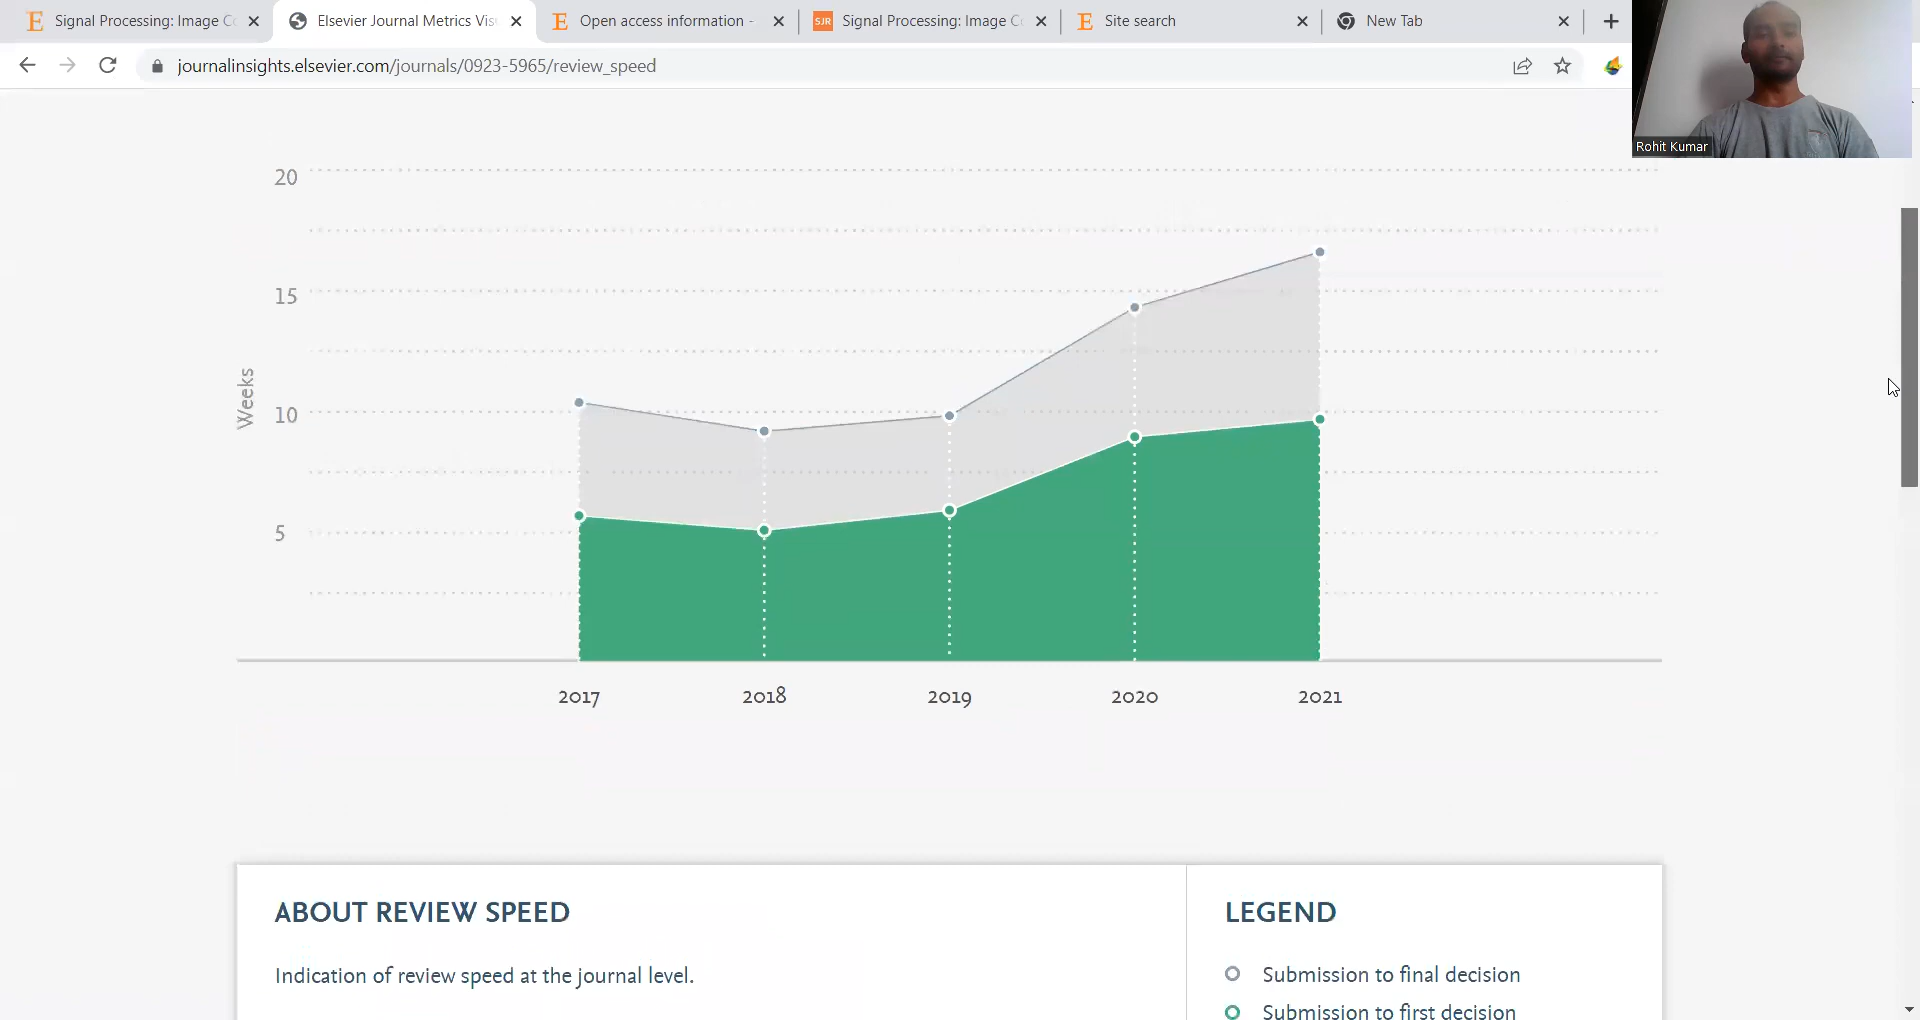 Signal Processing: Image C
Elsevier Journal Metrics Vis
Open access information -
SJR
Signal Processing: Image C
Site search
New Tab
journalinsights.elsevier.com/journals/0923-5965/review_speed
Rohit Kumar
20
15
10
5
Weeks
2017 2018 2019 2020 2021
ABOUT REVIEW SPEED
Indication of review speed at the journal level.
LEGEND
Submission to final decision
Submission to first decision